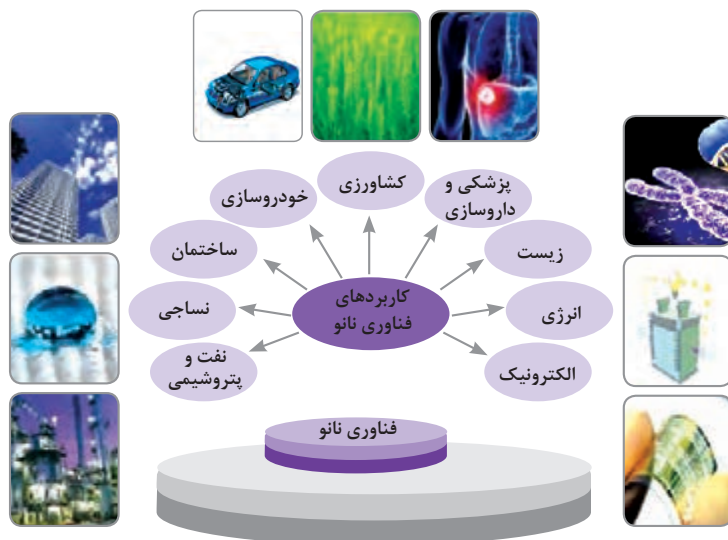 کشاورزی
پزشکی و
داروسازی
خودروسازی
زیست
ساختمان
کاربردهای
فناوری نانو
انرژی
نساجی
الکترونیک
نفت و
پتروشیمی
فناوری نانو